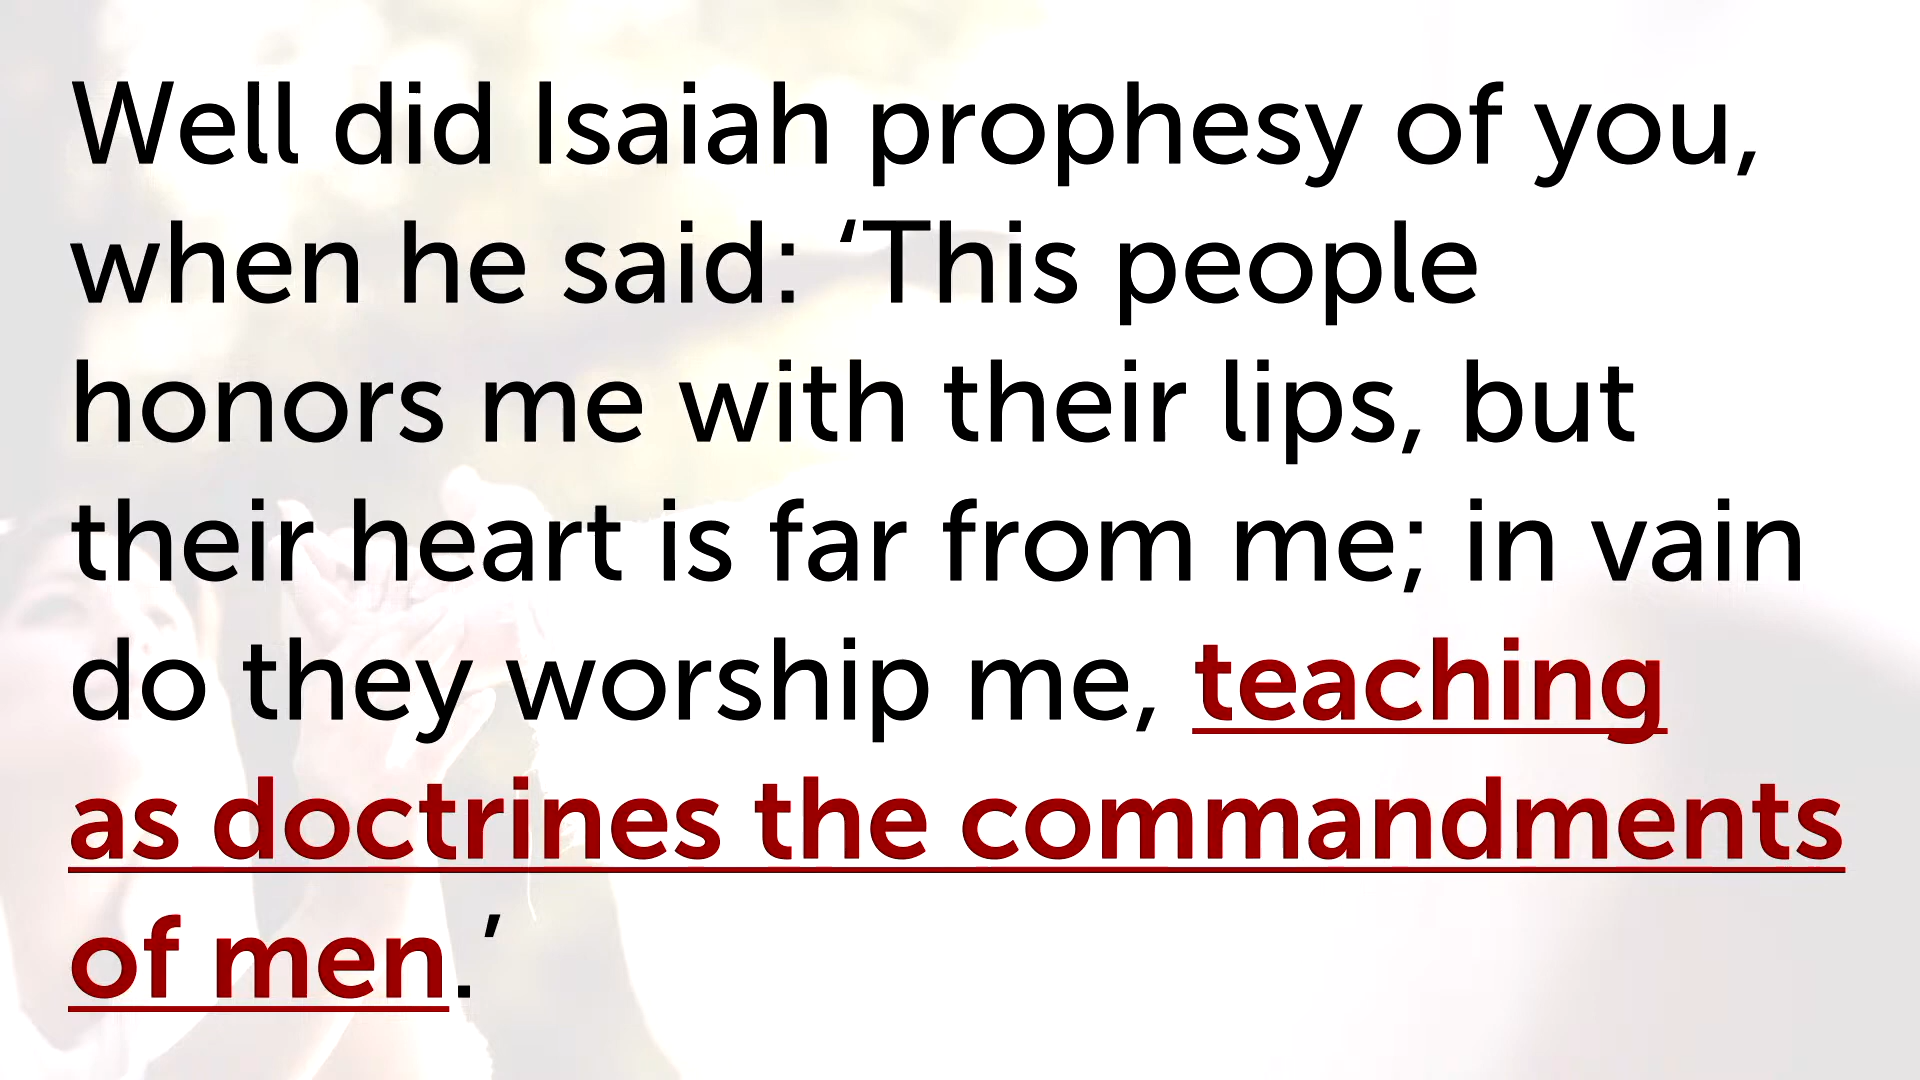 Well did Isaiah prophesy of you,
when he said: ‘This people
honors me with their lips, but
their heart is far from me; in vain
do they worship me, teaching
as doctrines the commandments
of men.’